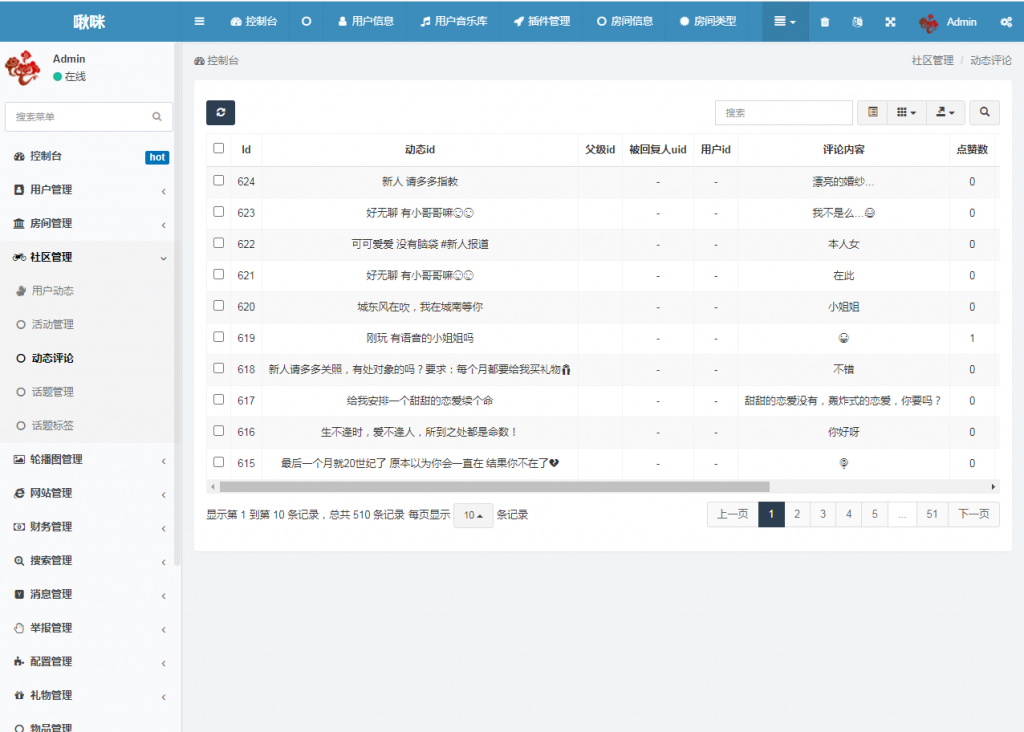 啾咪
控制台 用户信息 用户音乐库 插件管理 房间信息 房间类型 Admin
Admin
在线
搜索菜单
控制台 hot
用户管理
房间管理
社区管理
用户动态
活动管理
动态评论
话题管理
话题标签
轮播图管理
网站管理
财务管理
搜索管理
消息管理
举报管理
配置管理
礼物管理
物品管理
控制台 社区管理 / 动态评论
搜索
Id 动态id 父级id 被回复人uid 用户id 评论内容 点赞数
624 新人 请多多指教 - - 漂亮的婚纱... 0
623 好无聊 有小哥哥嘛☺☺ - - 我不是么...😄 0
622 可可爱爱 没有脑袋 #新人报道 - - 本人女 0
621 好无聊 有小哥哥嘛☺☺ - - 在此 0
620 城东风在吹，我在城南等你 - - 小姐姐 0
619 刚玩 有语音的小姐姐吗 - - 😀 1
618 新人请多多关照，有处对象的吗？要求：每个月都要给我买礼物 - - 不错 0
617 给我安排一个甜甜的恋爱续个命 - - 甜甜的恋爱没有，轰炸式的恋爱，你要吗？ 0
616 生不逢时，爱不逢人，所到之处都是命数！ - - 你好呀 0
615 最后一个月就20世纪了 原本以为你会一直在 结果你不在了💔 - - 🌹 0
显示第 1 到第 10 条记录，总共 510 条记录 每页显示 10 条记录
上一页 1 2 3 4 5 ... 51 下一页